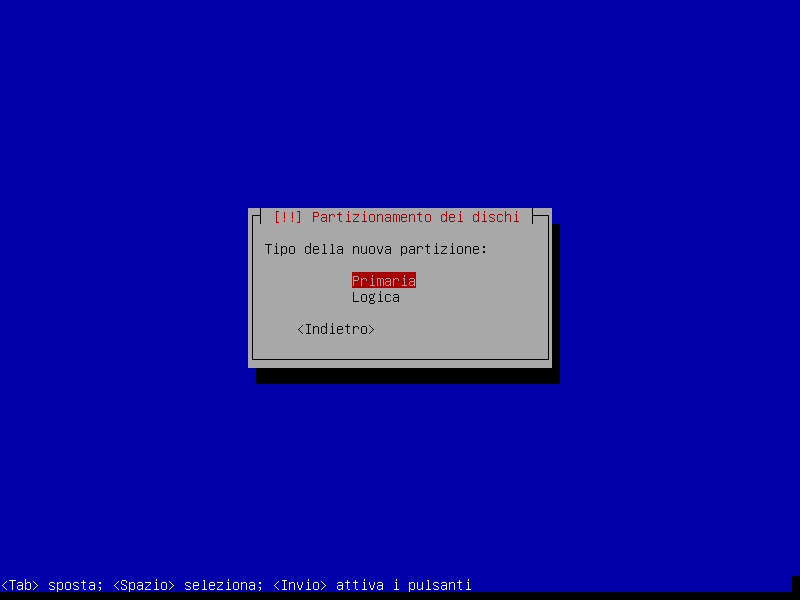 [!!] Partizionamento dei dischi
Tipo della nuova partizione:
Primaria
Logica
<Indietro>
<Tab> sposta; <Spazio> seleziona; <Invio> attiva i pulsanti